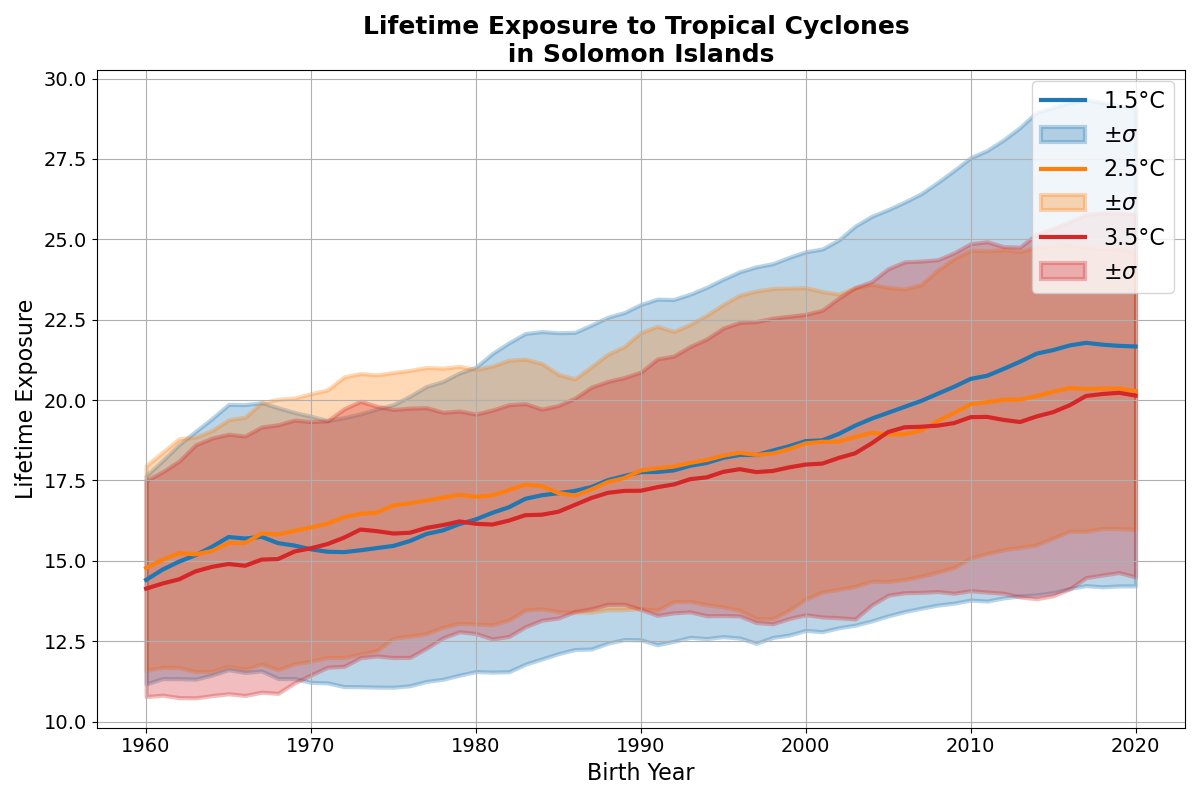 Lifetime Exposure to Tropical Cyclones
in Solomon Islands
30.0
27.5
25.0
22.5
20.0
17.5
15.0
12.5
10.0
Lifetime Exposure
1.5°C
±σ
2.5°C
±σ
3.5°C
±σ
1960
1970
1980
1990
2000
2010
2020
Birth Year